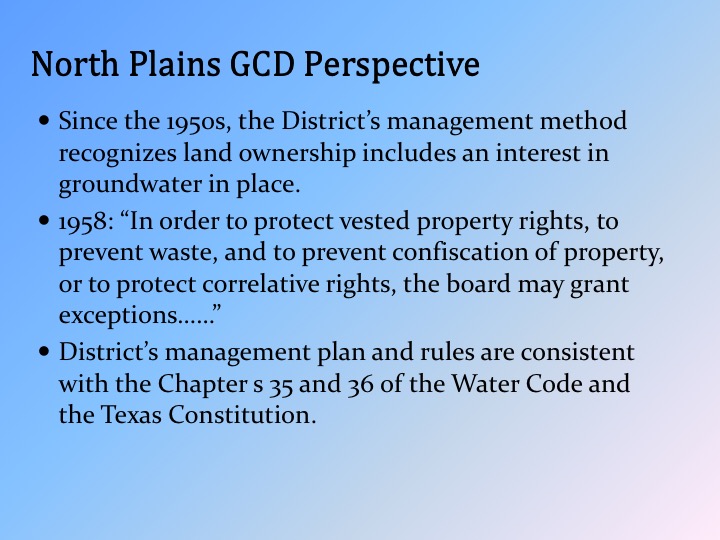 North Plains GCD Perspective
• Since the 1950s, the District’s management method
recognizes land ownership includes an interest in
groundwater in place.
• 1958: “In order to protect vested property rights, to
prevent waste, and to prevent confiscation of property,
or to protect correlative rights, the board may grant
exceptions……”
• District’s management plan and rules are consistent
with the Chapter s 35 and 36 of the Water Code and
the Texas Constitution.